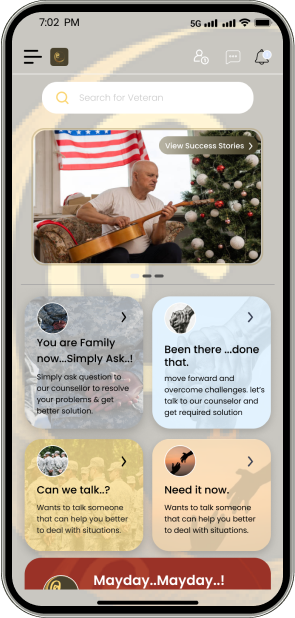 7:02 PM
5G
Search for Veteran
View Success Stories
You are Family
now...Simply Ask..!
Simply ask question to
our counsellor to resolve
your problems & get
better solution.
Been there ...done
that.
move forward and
overcome challenges. let's
talk to our counselor and
get required solution
Can we talk..?
Wants to talk someone
that can help you better
to deal with situations.
Need it now.
Wants to talk someone
that can help you better
to deal with situations.
Mayday..Mayday..!